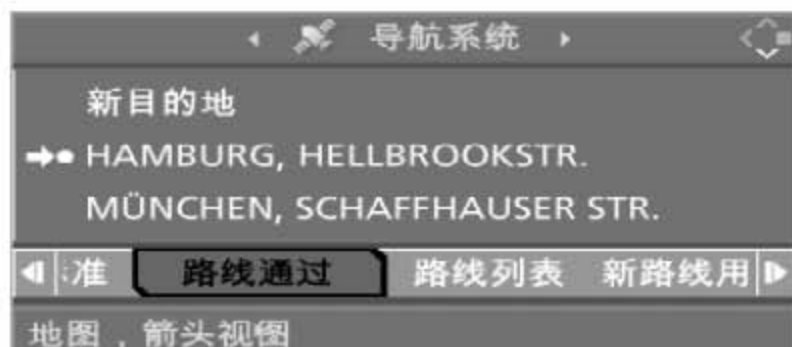 导航系统
新目的地
HAMBURG, HELLBROOKSTR.
MÜNCHEN, SCHAFFHAUSER STR.
准 路线通过 路线列表 新路线用
地图，箭头视图